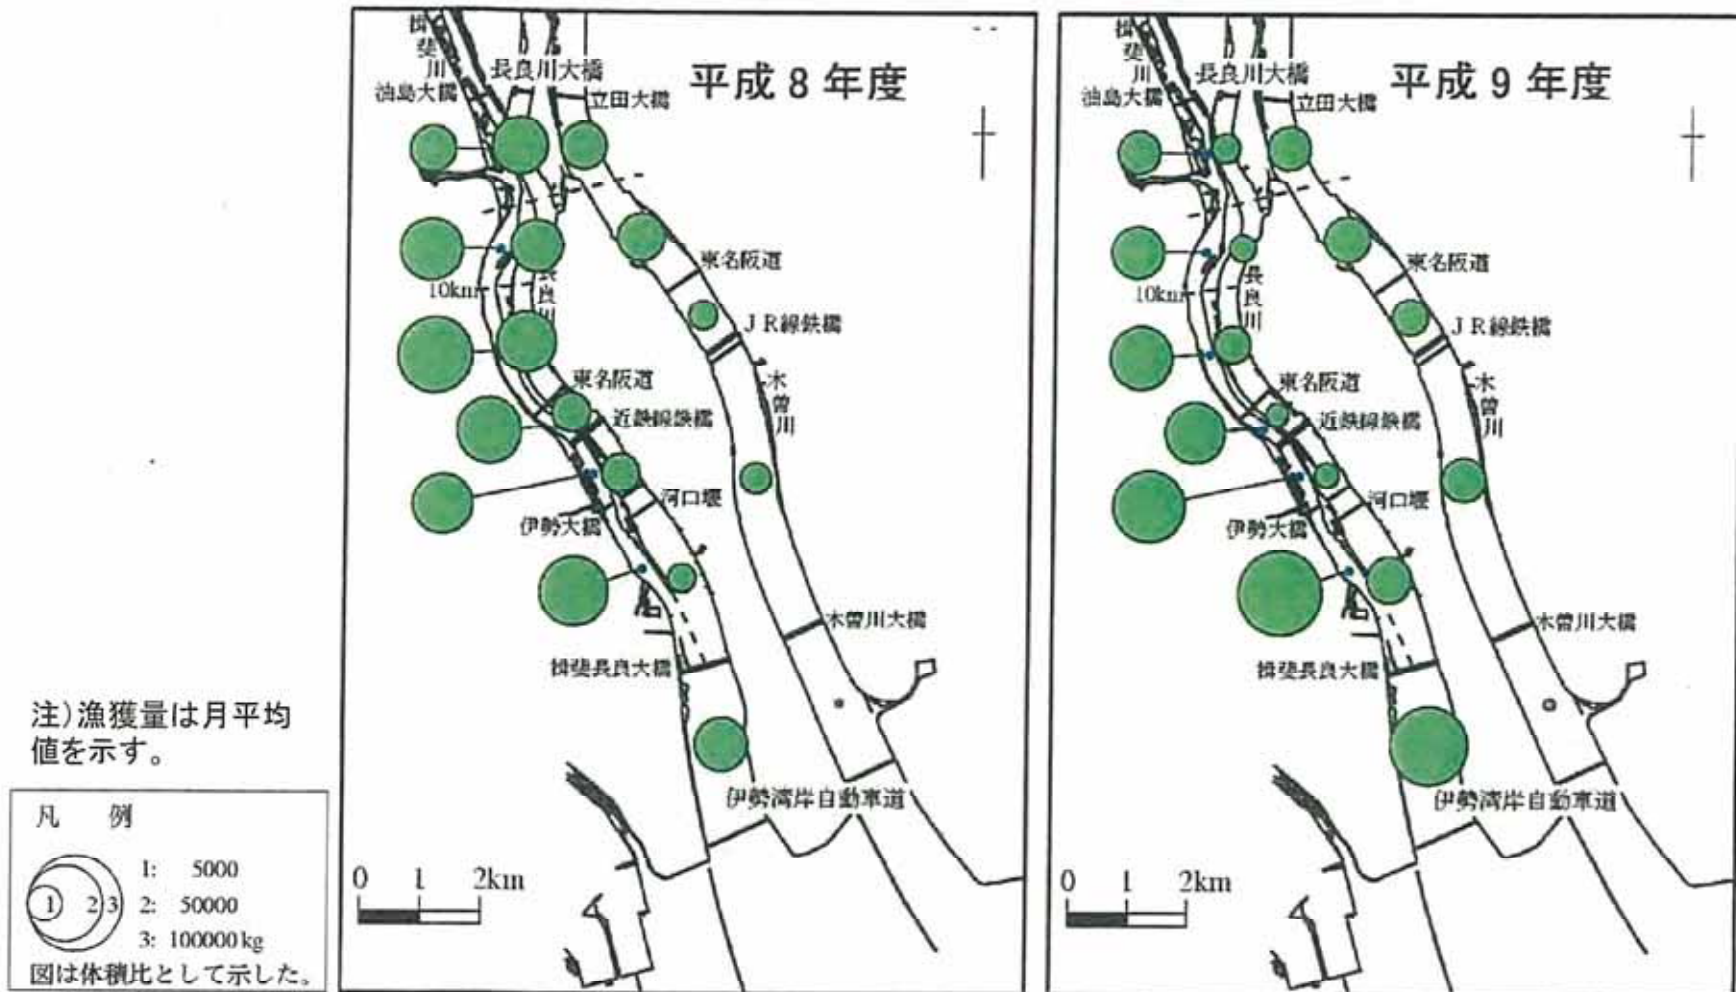 平成8年度
揖斐川
長良川大橋
油島大橋
立田大橋
東名阪道
10km
長良川
JR線鉄橋
東名阪道
木曽川
近鉄線鉄橋
河口堰
伊勢大橋
木曽川大橋
揖斐長良大橋
伊勢湾岸自動車道
0 1 2km
平成9年度
揖斐川
長良川大橋
油島大橋
立田大橋
東名阪道
10km
長良川
JR線鉄橋
東名阪道
木曽川
近鉄線鉄橋
河口堰
伊勢大橋
木曽川大橋
揖斐長良大橋
伊勢湾岸自動車道
0 1 2km
注)漁獲量は月平均
値を示す。
凡 例
1 2 3
1: 5000
2: 50000
3: 100000kg
図は体積比として示した。